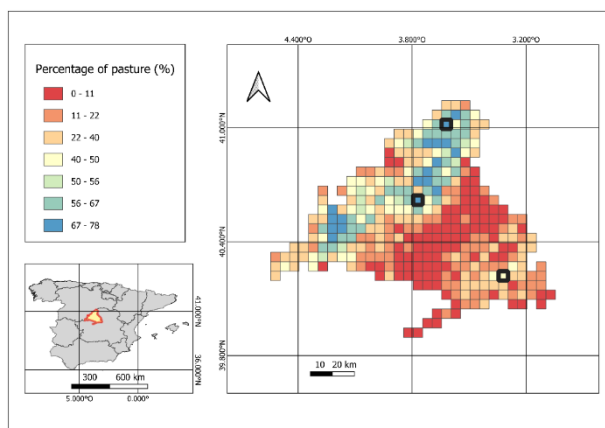 Percentage of pasture (%)
0 - 11
11 - 22
22 - 40
40 - 50
50 - 56
56 - 67
67 - 78
4.400°O
3.800°O
3.200°O
41.000°N
40.400°N
39.800°N
10 20 km
41.000°N
36.000°N
300 600 km
5.000°O
0.000°O